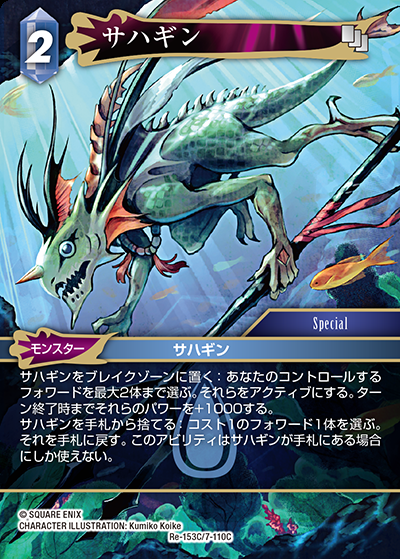 2
サハギン
Special
モンスター
サハギン
サハギンをブレイクゾーンに置く: あなたのコントロールする
フォワードを最大2体まで選ぶ。それらをアクティブにする。ター
ン終了時までそれらのパワーを+1000する。
サハギンを手札から捨てる: コスト1のフォワード1体を選ぶ。
それを手札に戻す。このアビリティはサハギンが手札にある場合
にしか使えない。
© SQUARE ENIX
CHARACTER ILLUSTRATION: Kumiko Koike
Re-153C/7-110C